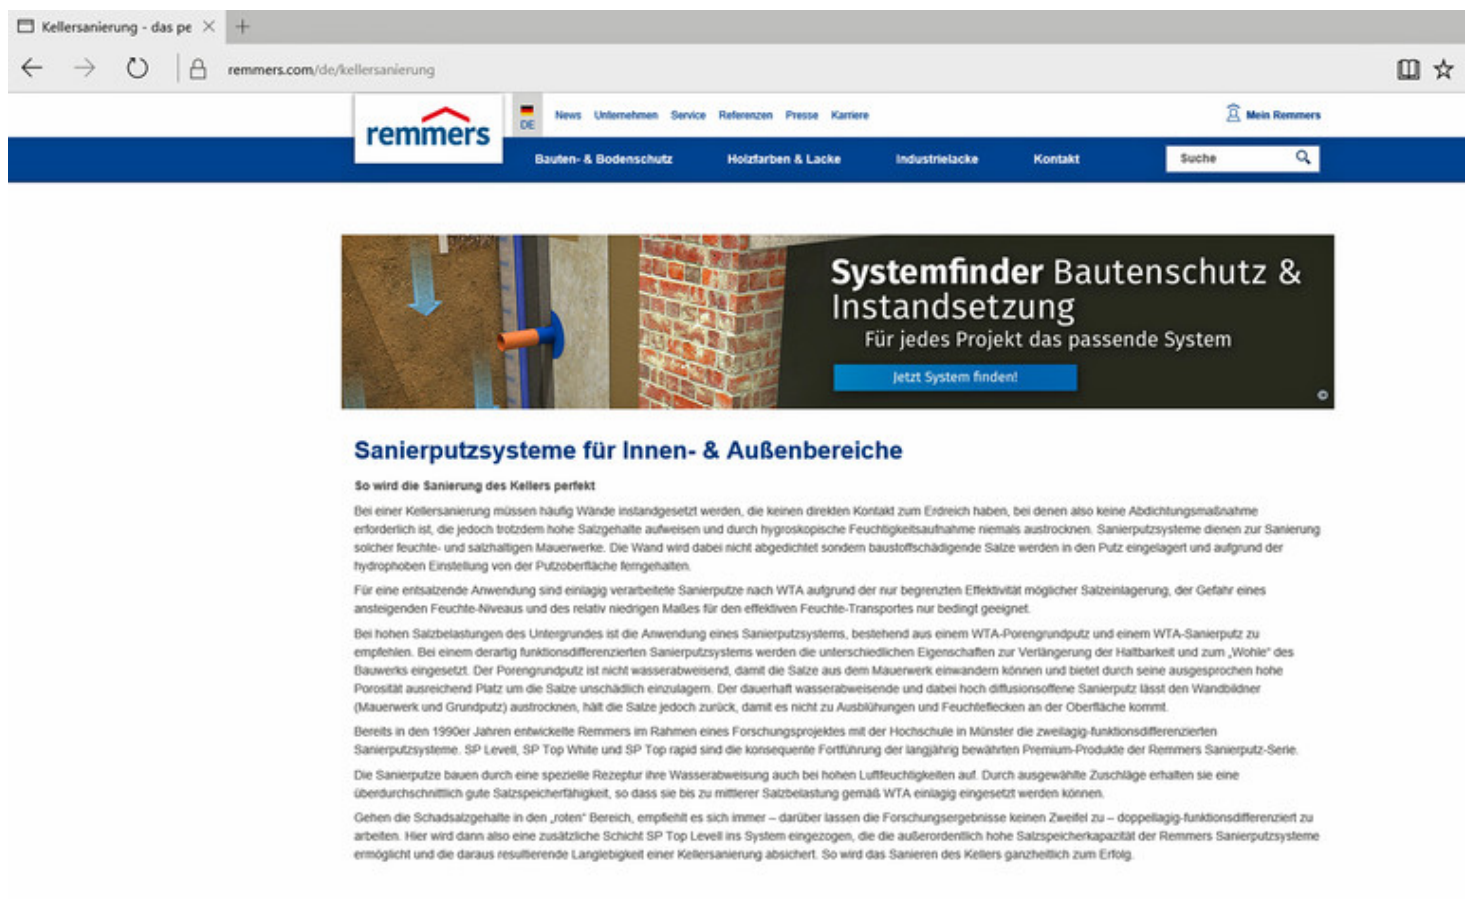 Kellersanierung - das pe
remmers.com/de/kellersanierung
remmers
DE
News Unternehmen Service Referenzen Presse Karriere
Mein Remmers
Bauten- & Bodenschutz Holzfarben & Lacke Industrielacke Kontakt
Suche
Systemfinder Bautenschutz &
Instandsetzung
Für jedes Projekt das passende System
Jetzt System finden!
©
Sanierputzsysteme für Innen- & Außenbereiche
So wird die Sanierung des Kellers perfekt
Bei einer Kellersanierung müssen häufig Wände instandgesetzt werden, die keinen direkten Kontakt zum Erdreich haben, bei denen also keine Abdichtungsmaßnahme
erforderlich ist, die jedoch trotzdem hohe Salzgehalte aufweisen und durch hygroskopische Feuchtigkeitsaufnahme niemals austrocknen. Sanierputzsysteme dienen zur Sanierung
solcher feuchte- und salzhaltigen Mauerwerke. Die Wand wird dabei nicht abgedichtet sondern baustoffschädigende Salze werden in den Putz eingelagert und aufgrund der
hydrophoben Einstellung von der Putzoberfläche ferngehalten.
Für eine entsalzende Anwendung sind einlagig verarbeitete Sanierputze nach WTA aufgrund der nur begrenzten Effektivität möglicher Salzeinlagerung, der Gefahr eines
ansteigenden Feuchte-Niveaus und des relativ niedrigen Maßes für den effektiven Feuchte-Transportes nur bedingt geeignet.
Bei hohen Salzbelastungen des Untergrundes ist die Anwendung eines Sanierputzsystems, bestehend aus einem WTA-Porengrundputz und einem WTA-Sanierputz zu
empfehlen. Bei einem derartig funktionsdifferenzierten Sanierputzsystems werden die unterschiedlichen Eigenschaften zur Verlängerung der Haltbarkeit und zum „Wohle“ des
Bauwerks eingesetzt. Der Porengrundputz ist nicht wasserabweisend, damit die Salze aus dem Mauerwerk einwandern können und bietet durch seine ausgesprochen hohe
Porosität ausreichend Platz um die Salze unschädlich einzulagern. Der dauerhaft wasserabweisende und dabei hoch diffusionsoffene Sanierputz lässt den Wandbildner
(Mauerwerk und Grundputz) austrocknen, hält die Salze jedoch zurück, damit es nicht zu Ausblühungen und Feuchteflecken an der Oberfläche kommt.
Bereits in den 1990er Jahren entwickelte Remmers im Rahmen eines Forschungsprojektes mit der Hochschule in Münster die zweilagig-funktionsdifferenzierten
Sanierputzsysteme. SP Levell, SP Top White und SP Top rapid sind die konsequente Fortführung der langjährig bewährten Premium-Produkte der Remmers Sanierputz-Serie.
Die Sanierputze bauen durch eine spezielle Rezeptur ihre Wasserabweisung auch bei hohen Luftfeuchtigkeiten auf. Durch ausgewählte Zuschläge erhalten sie eine
überdurchschnittlich gute Salzspeicherfähigkeit, so dass sie bis zu mittlerer Salzbelastung gemäß WTA einlagig eingesetzt werden können.
Gehen die Schadsalzgehalte in den „roten“ Bereich, empfiehlt es sich immer – darüber lassen die Forschungsergebnisse keinen Zweifel zu – doppellagig-funktionsdifferenziert zu
arbeiten. Hier wird dann also eine zusätzliche Schicht SP Top Levell ins System eingezogen, die die außerordentlich hohe Salzspeicherkapazität der Remmers Sanierputzsysteme
ermöglicht und die daraus resultierende Langlebigkeit einer Kellersanierung absichert. So wird das Sanieren des Kellers ganzheitlich zum Erfolg.